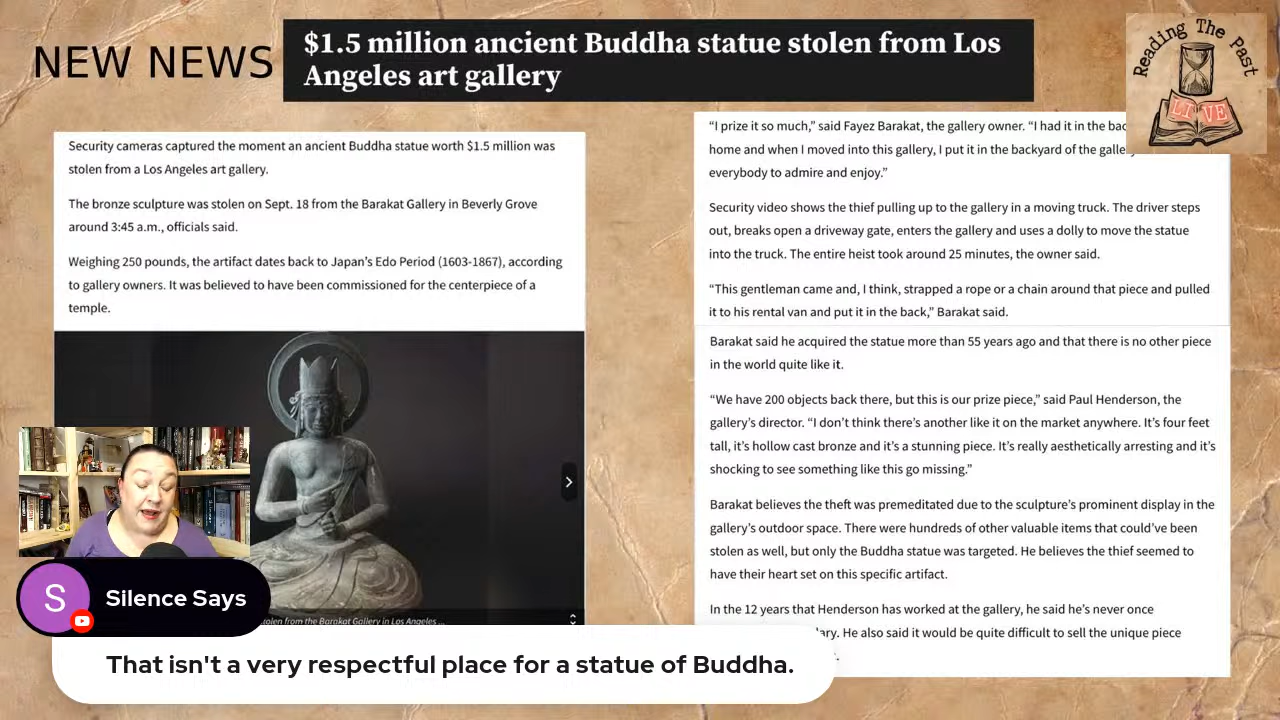 NEW NEWS
$1.5 million ancient Buddha statue stolen from Los
Angeles art gallery
Reading The Past
LIVE
Security cameras captured the moment an ancient Buddha statue worth $1.5 million was
stolen from a Los Angeles art gallery.
The bronze sculpture was stolen on Sept. 18 from the Barakat Gallery in Beverly Grove
around 3:45 a.m., officials said.
Weighing 250 pounds, the artifact dates back to Japan's Edo Period (1603-1867), according
to gallery owners. It was believed to have been commissioned for the centerpiece of a
temple.
stolen from the Barakat Gallery in Los Angeles ...
“I prize it so much,” said Fayez Barakat, the gallery owner. “I had it in the
home and when I moved into this gallery, I put it in the backyard of the
everybody to admire and enjoy.”
Security video shows the thief pulling up to the gallery in a moving truck. The driver steps
out, breaks open a driveway gate, enters the gallery and uses a dolly to move the statue
into the truck. The entire heist took around 25 minutes, the owner said.
“This gentleman came and, I think, strapped a rope or a chain around that piece and pulled
it to his rental van and put it in the back,” Barakat said.
Barakat said he acquired the statue more than 55 years ago and that there is no other piece
in the world quite like it.
“We have 200 objects back there, but this is our prize piece,” said Paul Henderson, the
gallery's director. “I don't think there's another like it on the market anywhere. It's four feet
tall, it's hollow cast bronze and it's a stunning piece. It's really aesthetically arresting and it's
shocking to see something like this go missing.”
Barakat believes the theft was premeditated due to the sculpture's prominent display in the
gallery's outdoor space. There were hundreds of other valuable items that could've been
stolen as well, but only the Buddha statue was targeted. He believes the thief seemed to
have their heart set on this specific artifact.
In the 12 years that Henderson has worked at the gallery, he said he's never once
He also said it would be quite difficult to sell the unique piece
S
Silence Says
That isn't a very respectful place for a statue of Buddha.